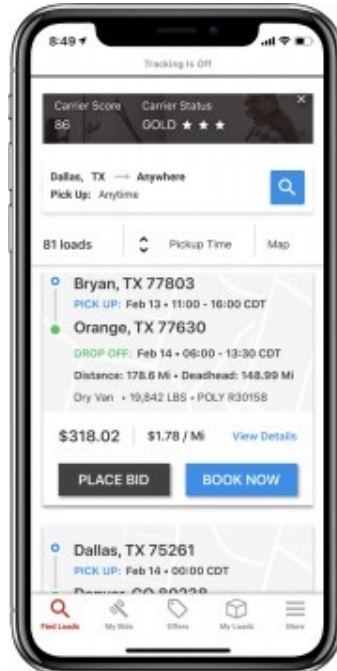 8:49
Tracking Is Off
Carrier Score Carrier Status
86 GOLD ★ ★ ★
Dallas, TX → Anywhere
Pick Up: Anytime
81 loads Pickup Time Map
Bryan, TX 77803
PICK UP: Feb 13 • 11:00 - 16:00 CDT
Orange, TX 77630
DROP OFF: Feb 14 • 06:00 - 13:30 CDT
Distance: 178.6 Mi • Deadhead: 148.99 Mi
Dry Van • 19,842 LBS • POLY R30158
$318.02 $1.78 / Mi View Details
PLACE BID BOOK NOW
Dallas, TX 75261
PICK UP: Feb 14 • 00:00 CDT
Denver, CO 80238
Find Loads My Bids Offers My Loads More